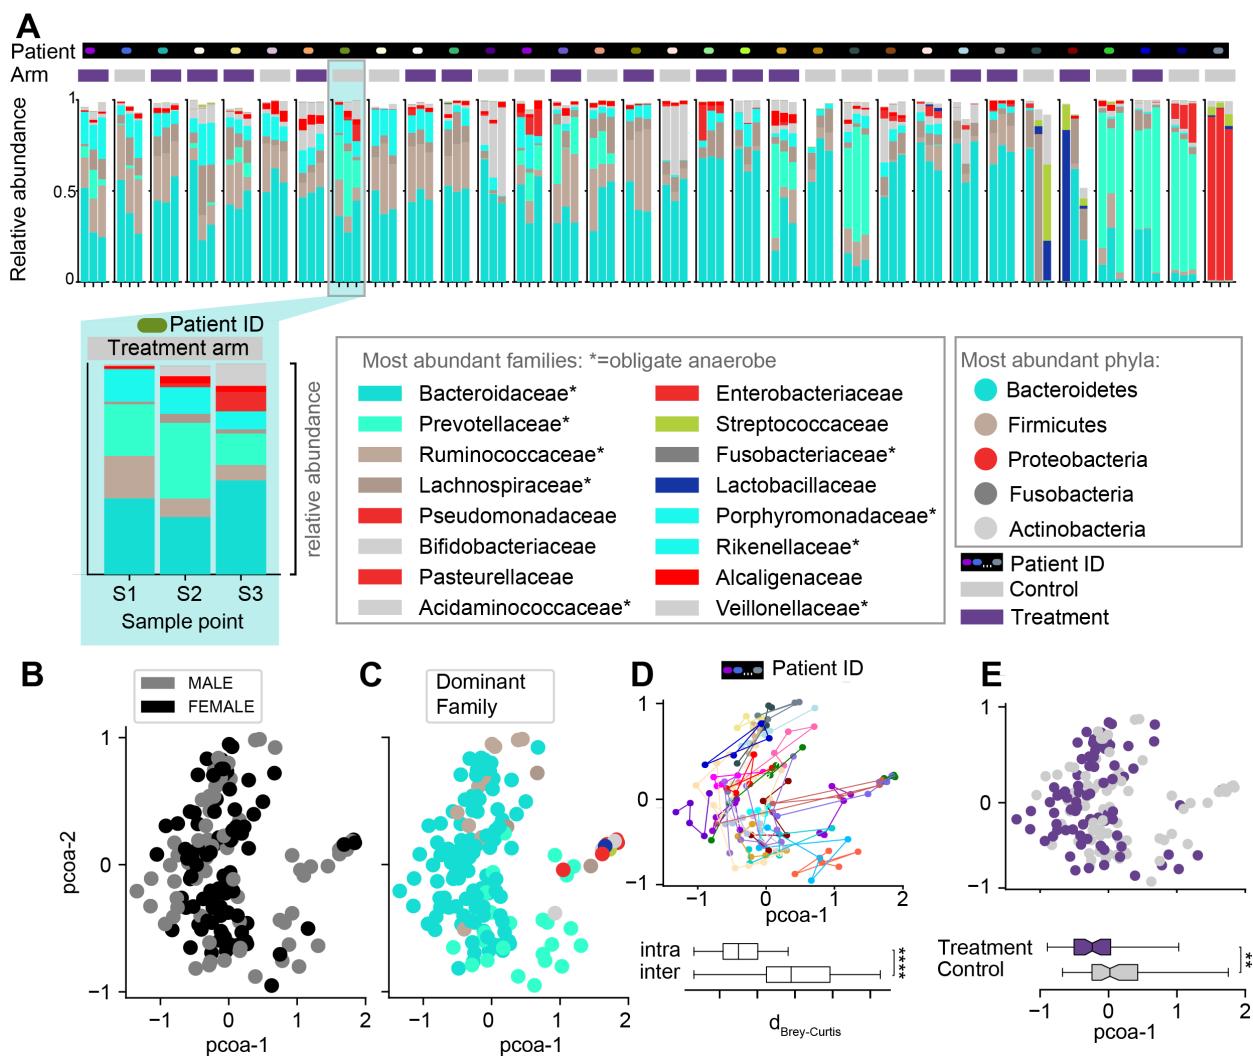 A
Patient
Arm
Relative abundance
1
0.5
0
Patient ID
Treatment arm
relative abundance
S1 S2 S3
Sample point
Most abundant families: *=obligate anaerobe
Bacteroidaceae* Enterobacteriaceae
Prevotellaceae* Streptococcaceae
Ruminococcaceae* Fusobacteriaceae*
Lachnospiraceae* Lactobacillaceae
Pseudomonadaceae Porphyromonadaceae*
Bifidobacteriaceae Rikenellaceae*
Pasteurellaceae Alcaligenaceae
Acidaminococcaceae* Veillonellaceae*
Most abundant phyla:
Bacteroidetes
Firmicutes
Proteobacteria
Fusobacteria
Actinobacteria
Patient ID
Control
Treatment
B
MALE
FEMALE
pcoa-2
1
0
−1
−1 0 1 2
pcoa-1
C
Dominant
Family
−1 0 1 2
pcoa-1
D
Patient ID
1
0
−1
−1 0 1 2
pcoa-1
intra
inter
****
dBrey-Curtis
E
1
0
−1
Treatment
Control
**
−1 0 1 2
pcoa-1